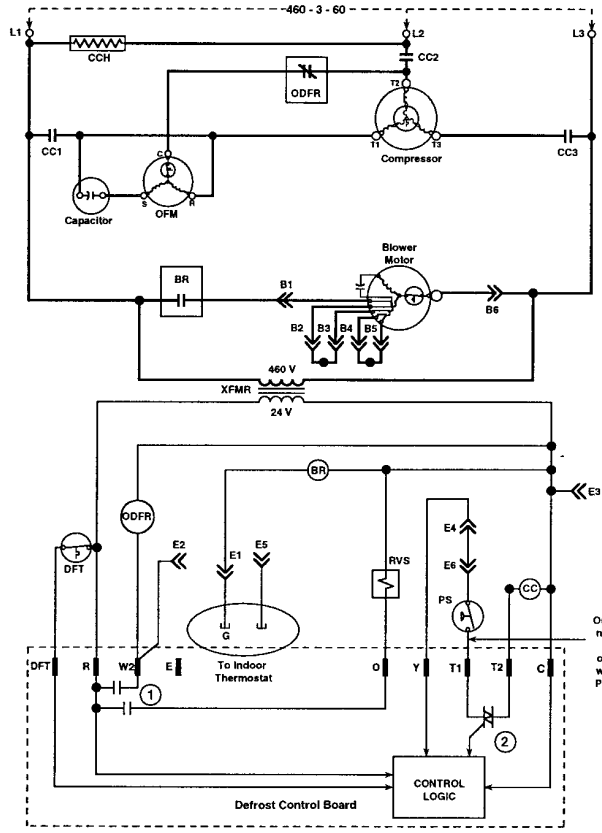 460 - 3 - 60
L1
L2
L3
CCH
CC2
ODFR
T2
T1
T3
Compressor
CC1
CC3
C
S
R
OFM
Capacitor
Blower
Motor
BR
B1
B6
B2
B3
B4
B5
460 V
XFMR
24 V
BR
E3
ODFR
E2
E1
E5
E4
E6
RVS
DFT
PS
CC
G
To Indoor
Thermostat
DFT
R
W2
E
O
Y
T1
T2
C
1
2
CONTROL
LOGIC
Defrost Control Board